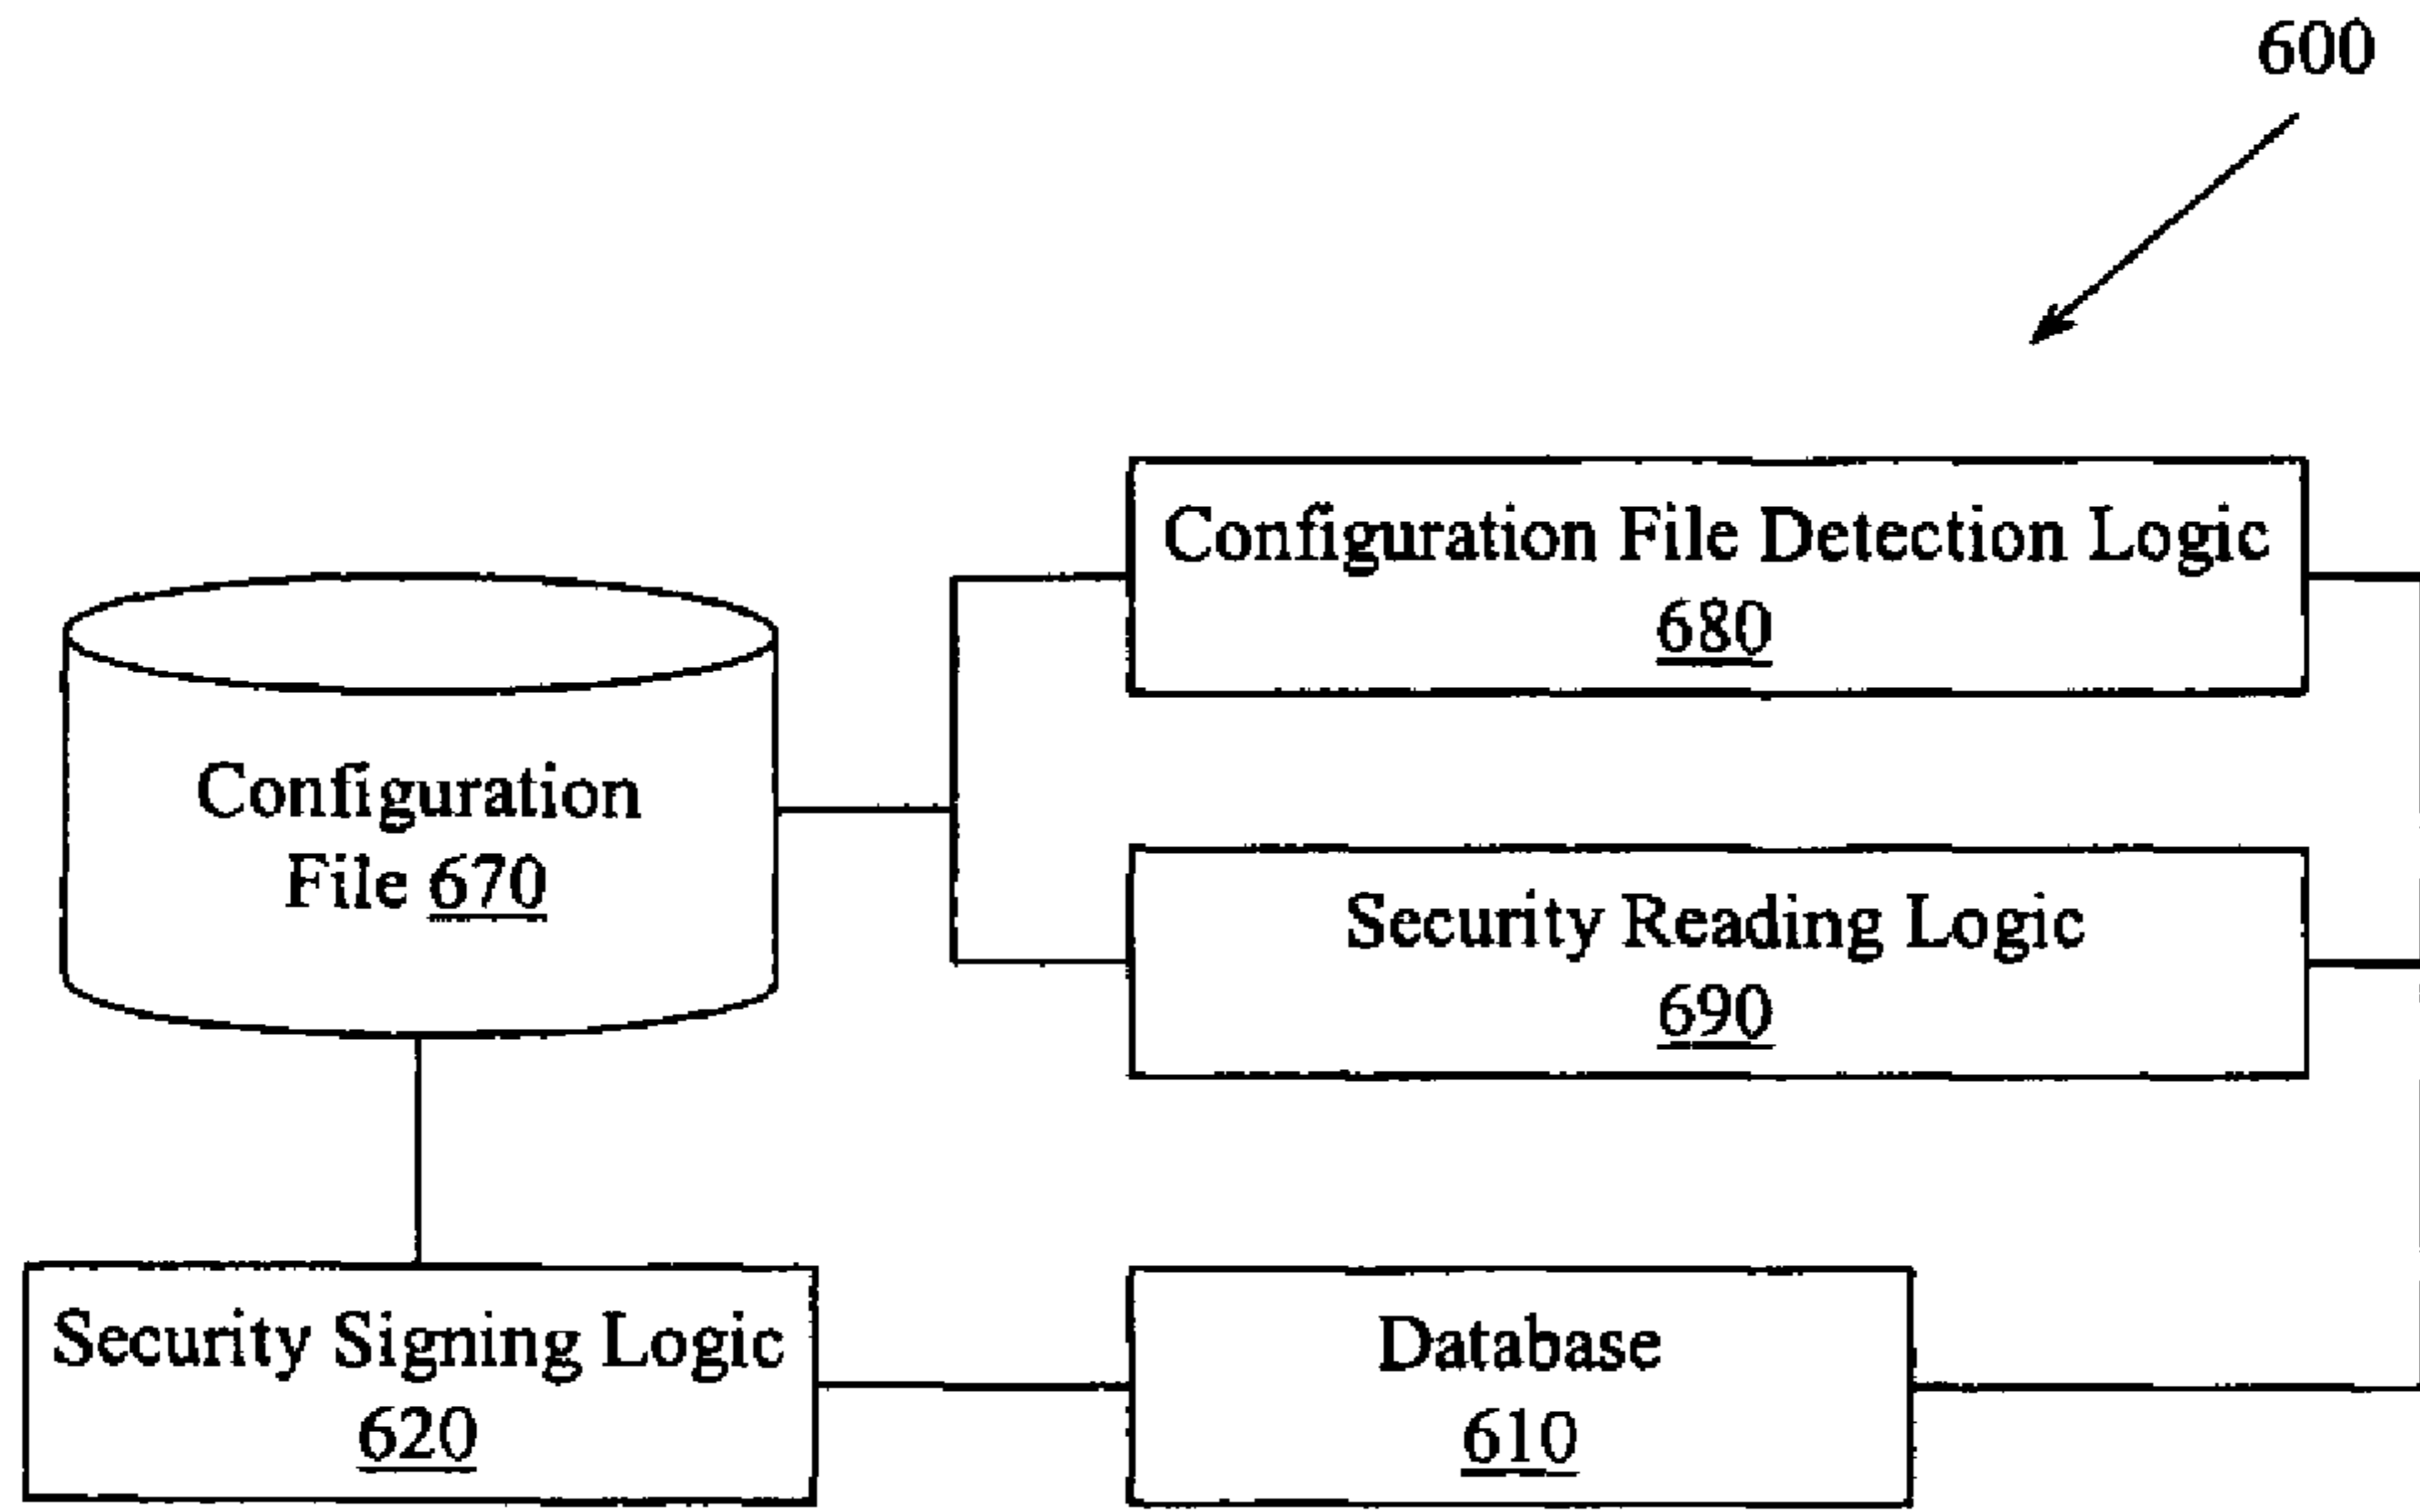 600
Configuration File Detection Logic
680
Configuration
File 670
Security Reading Logic
690
Security Signing Logic
620
Database
610